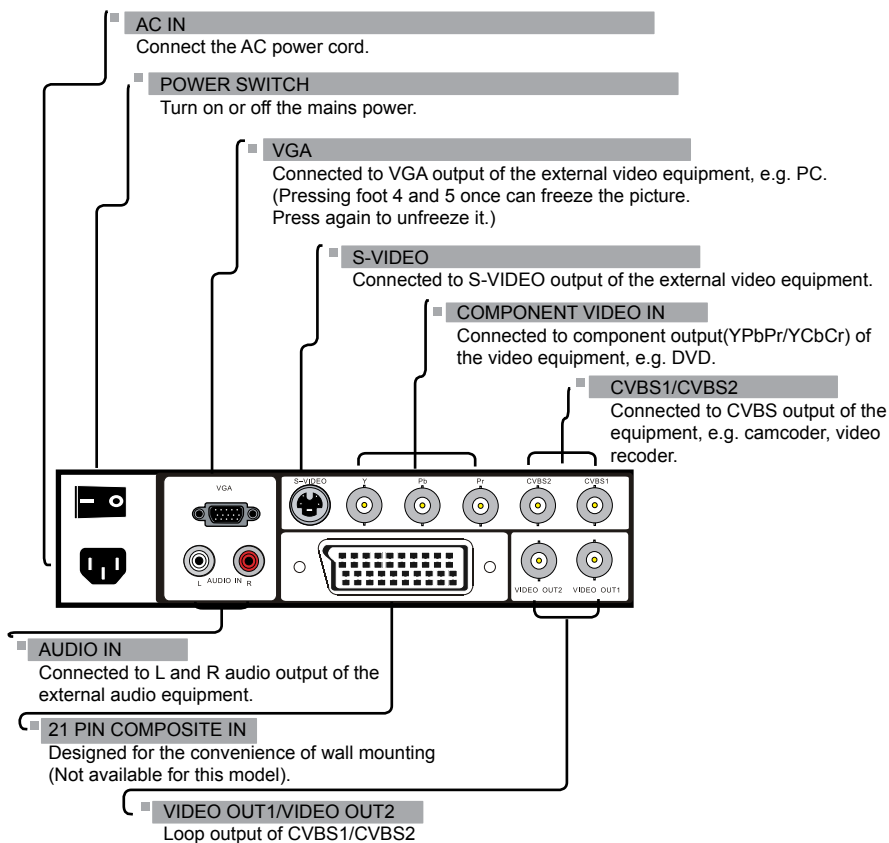 AC IN
Connect the AC power cord.
POWER SWITCH
Turn on or off the mains power.
VGA
Connected to VGA output of the external video equipment, e.g. PC.
(Pressing foot 4 and 5 once can freeze the picture.
Press again to unfreeze it.)
S-VIDEO
Connected to S-VIDEO output of the external video equipment.
COMPONENT VIDEO IN
Connected to component output(YPbPr/YCbCr) of
the video equipment, e.g. DVD.
CVBS1/CVBS2
Connected to CVBS output of the
equipment, e.g. camcoder, video
recoder.
VGA
S-VIDEO Y Pb Pr CVBS2 CVBS1
L AUDIO IN R
VIDEO OUT2 VIDEO OUT1
AUDIO IN
Connected to L and R audio output of the
external audio equipment.
21 PIN COMPOSITE IN
Designed for the convenience of wall mounting
(Not available for this model).
VIDEO OUT1/VIDEO OUT2
Loop output of CVBS1/CVBS2